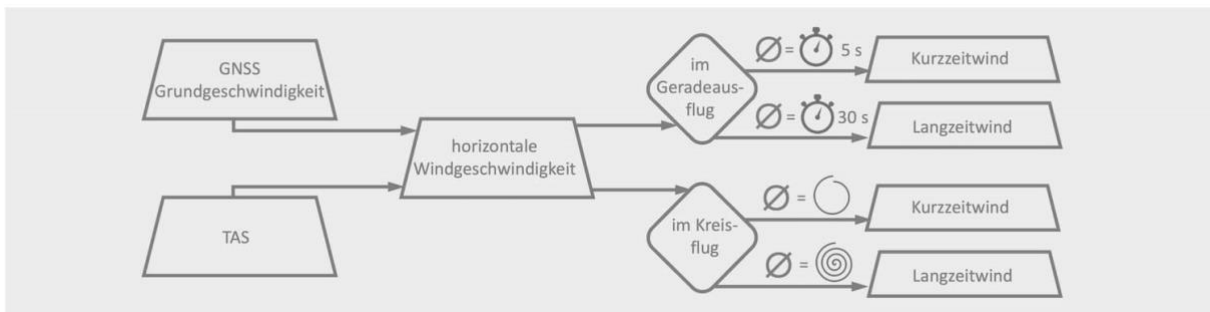 GNSS
Grundgeschwindigkeit
TAS
horizontale
Windgeschwindigkeit
im
Geradeaus-
flug
Ø = 5 s
Kurzzeitwind
Ø = 30 s
Langzeitwind
im Kreis-
flug
Ø =
Kurzzeitwind
Ø =
Langzeitwind